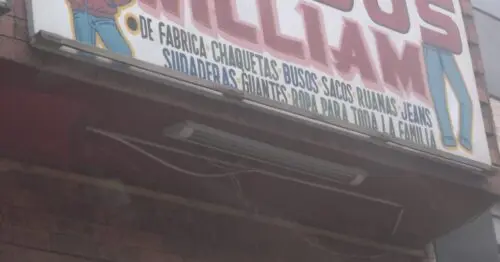 WILLIAM
DE FABRICA CHAQUETAS BUSOS SACOS RUANAS JEANS
SUDADERAS GUANTES ROPA PARA TODA LA FAMILIA